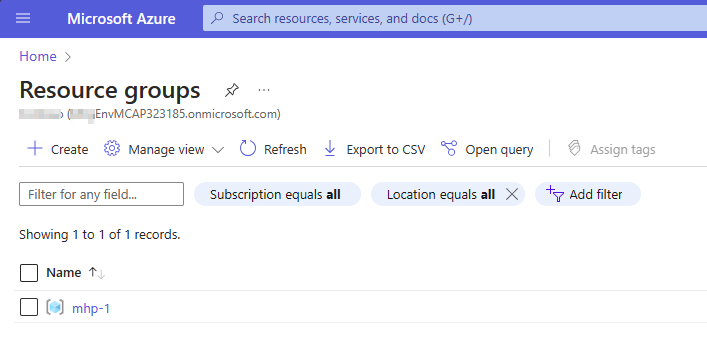 Microsoft Azure
Search resources, services, and docs (G+/)
Home
Resource groups
EnvMCAP323185.onmicrosoft.com)
Create Manage view Refresh Export to CSV Open query Assign tags
Filter for any field... Subscription equals all Location equals all Add filter
Showing 1 to 1 of 1 records.
Name
mhp-1